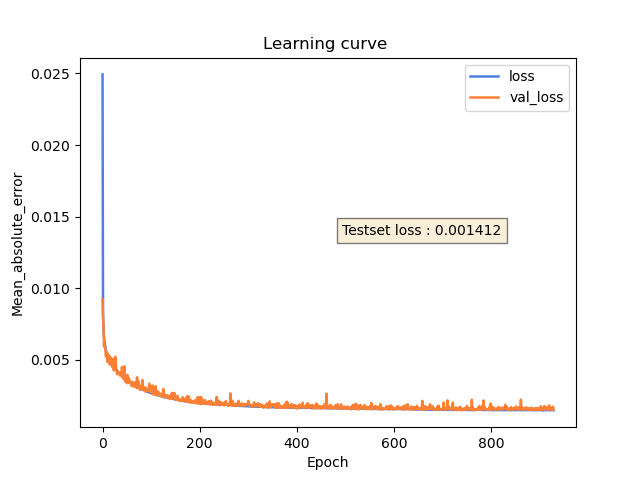 Learning curve
loss
val_loss
Testset loss : 0.001412
Mean_absolute_error
0.025
0.020
0.015
0.010
0.005
0 200 400 600 800
Epoch